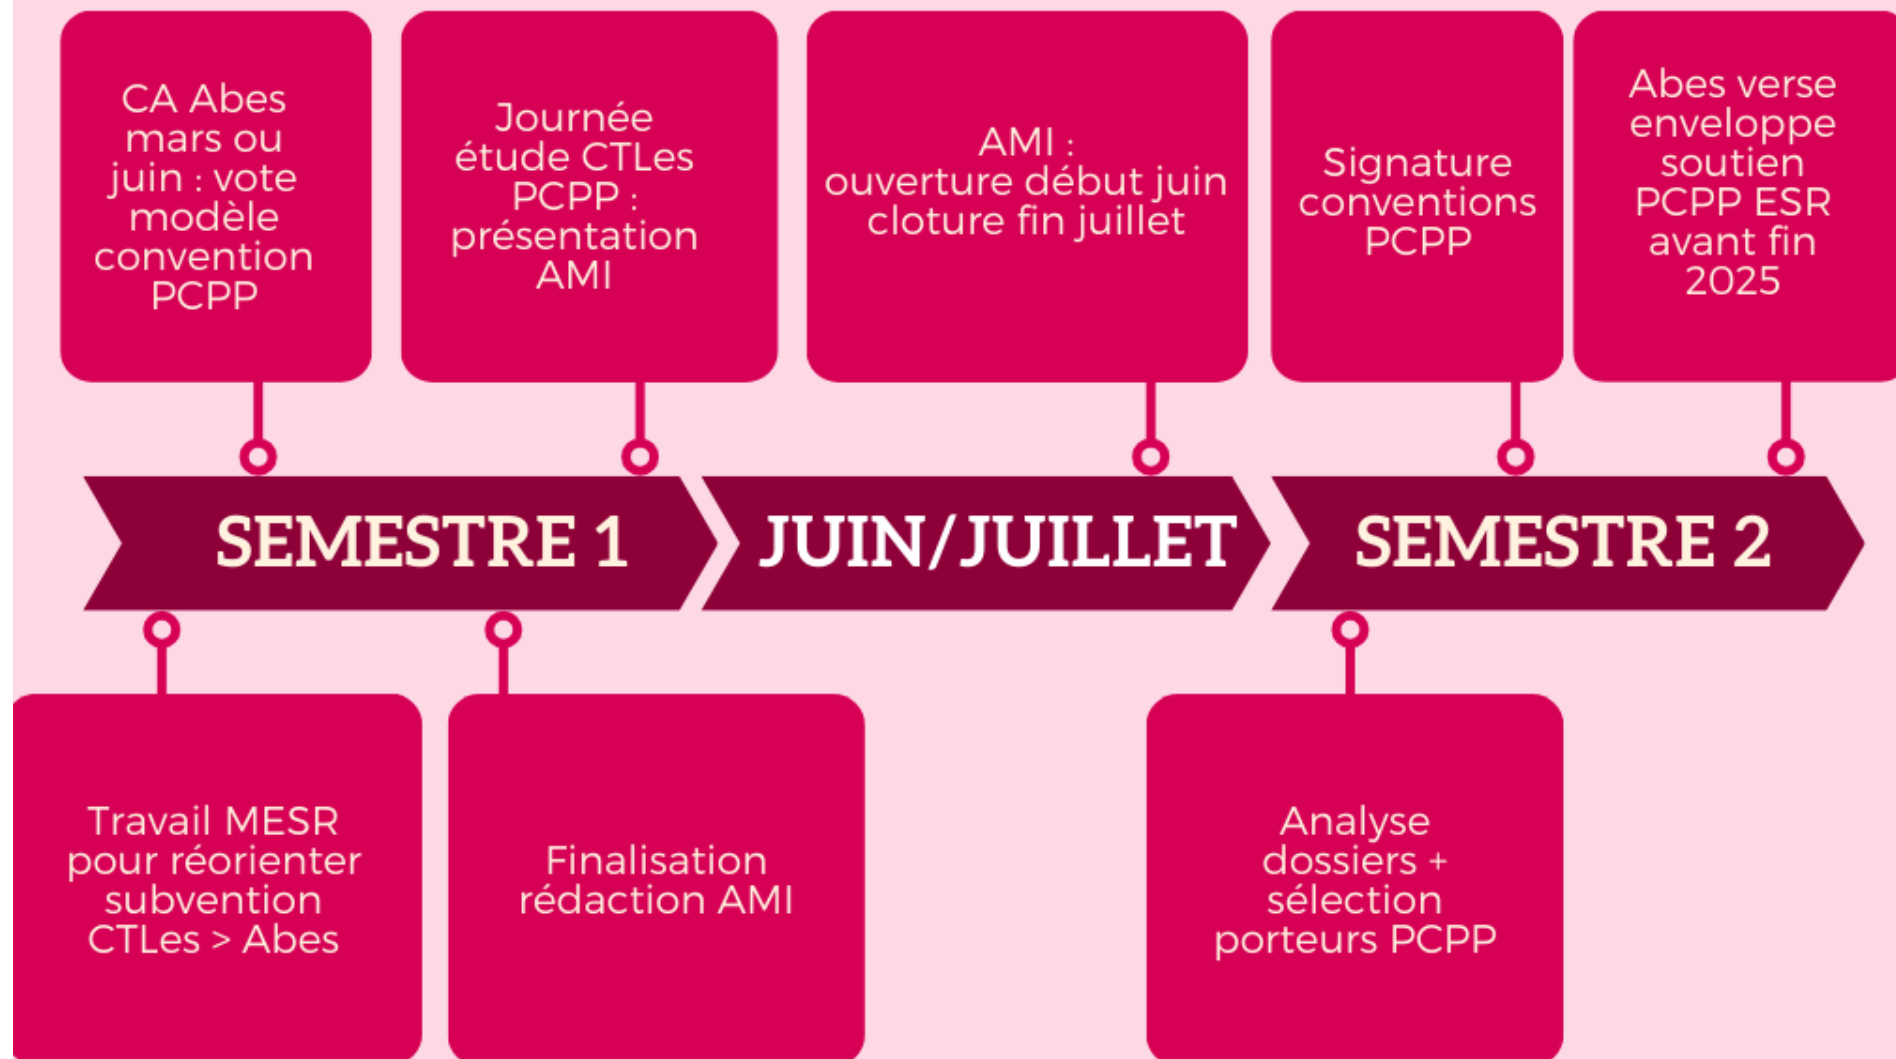 CA Abes
mars ou
juin : vote
modèle
convention
PCPP
Journée
étude CTLes
PCPP :
présentation
AMI
AMI :
ouverture début juin
cloture fin juillet
Signature
conventions
PCPP
Abes verse
enveloppe
soutien
PCPP ESR
avant fin
2025
SEMESTRE 1
JUIN/JUILLET
SEMESTRE 2
Travail MESR
pour réorienter
subvention
CTLes > Abes
Finalisation
rédaction AMI
Analyse
dossiers +
sélection
porteurs PCPP